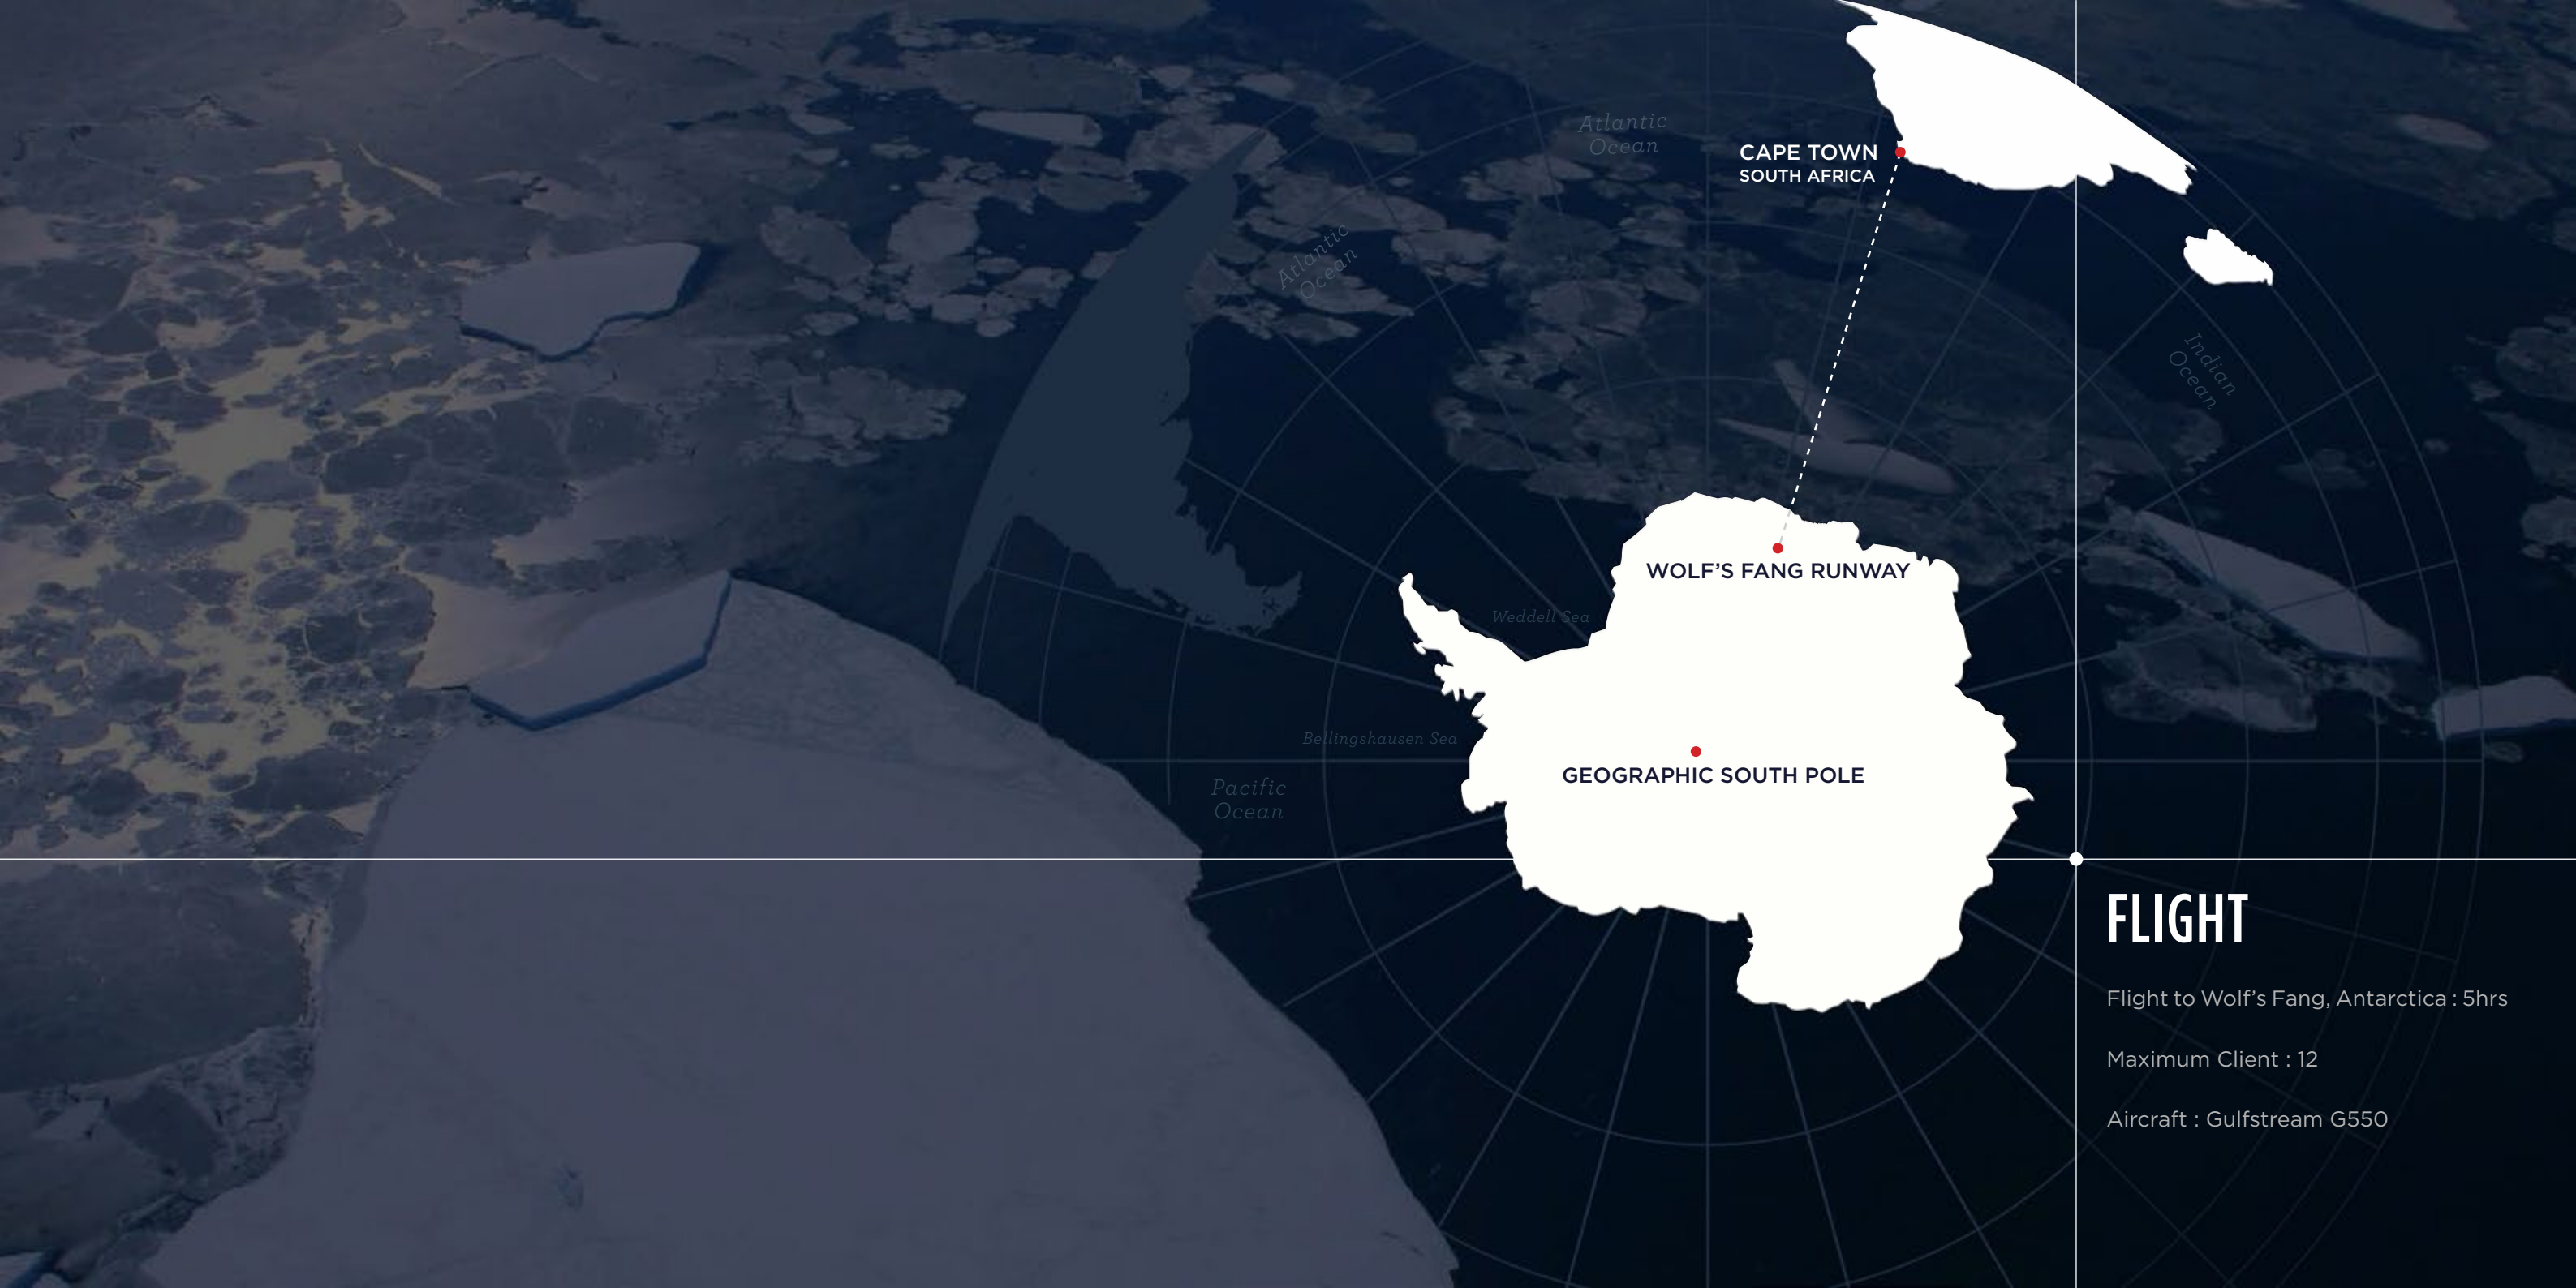 Atlantic
Ocean
CAPE TOWN
SOUTH AFRICA
Atlantic
Ocean
Indian
Ocean
WOLF’S FANG RUNWAY
Weddell Sea
Bellingshausen Sea
GEOGRAPHIC SOUTH POLE
Pacific
Ocean
FLIGHT
Flight to Wolf’s Fang, Antarctica : 5hrs
Maximum Client : 12
Aircraft : Gulfstream G550